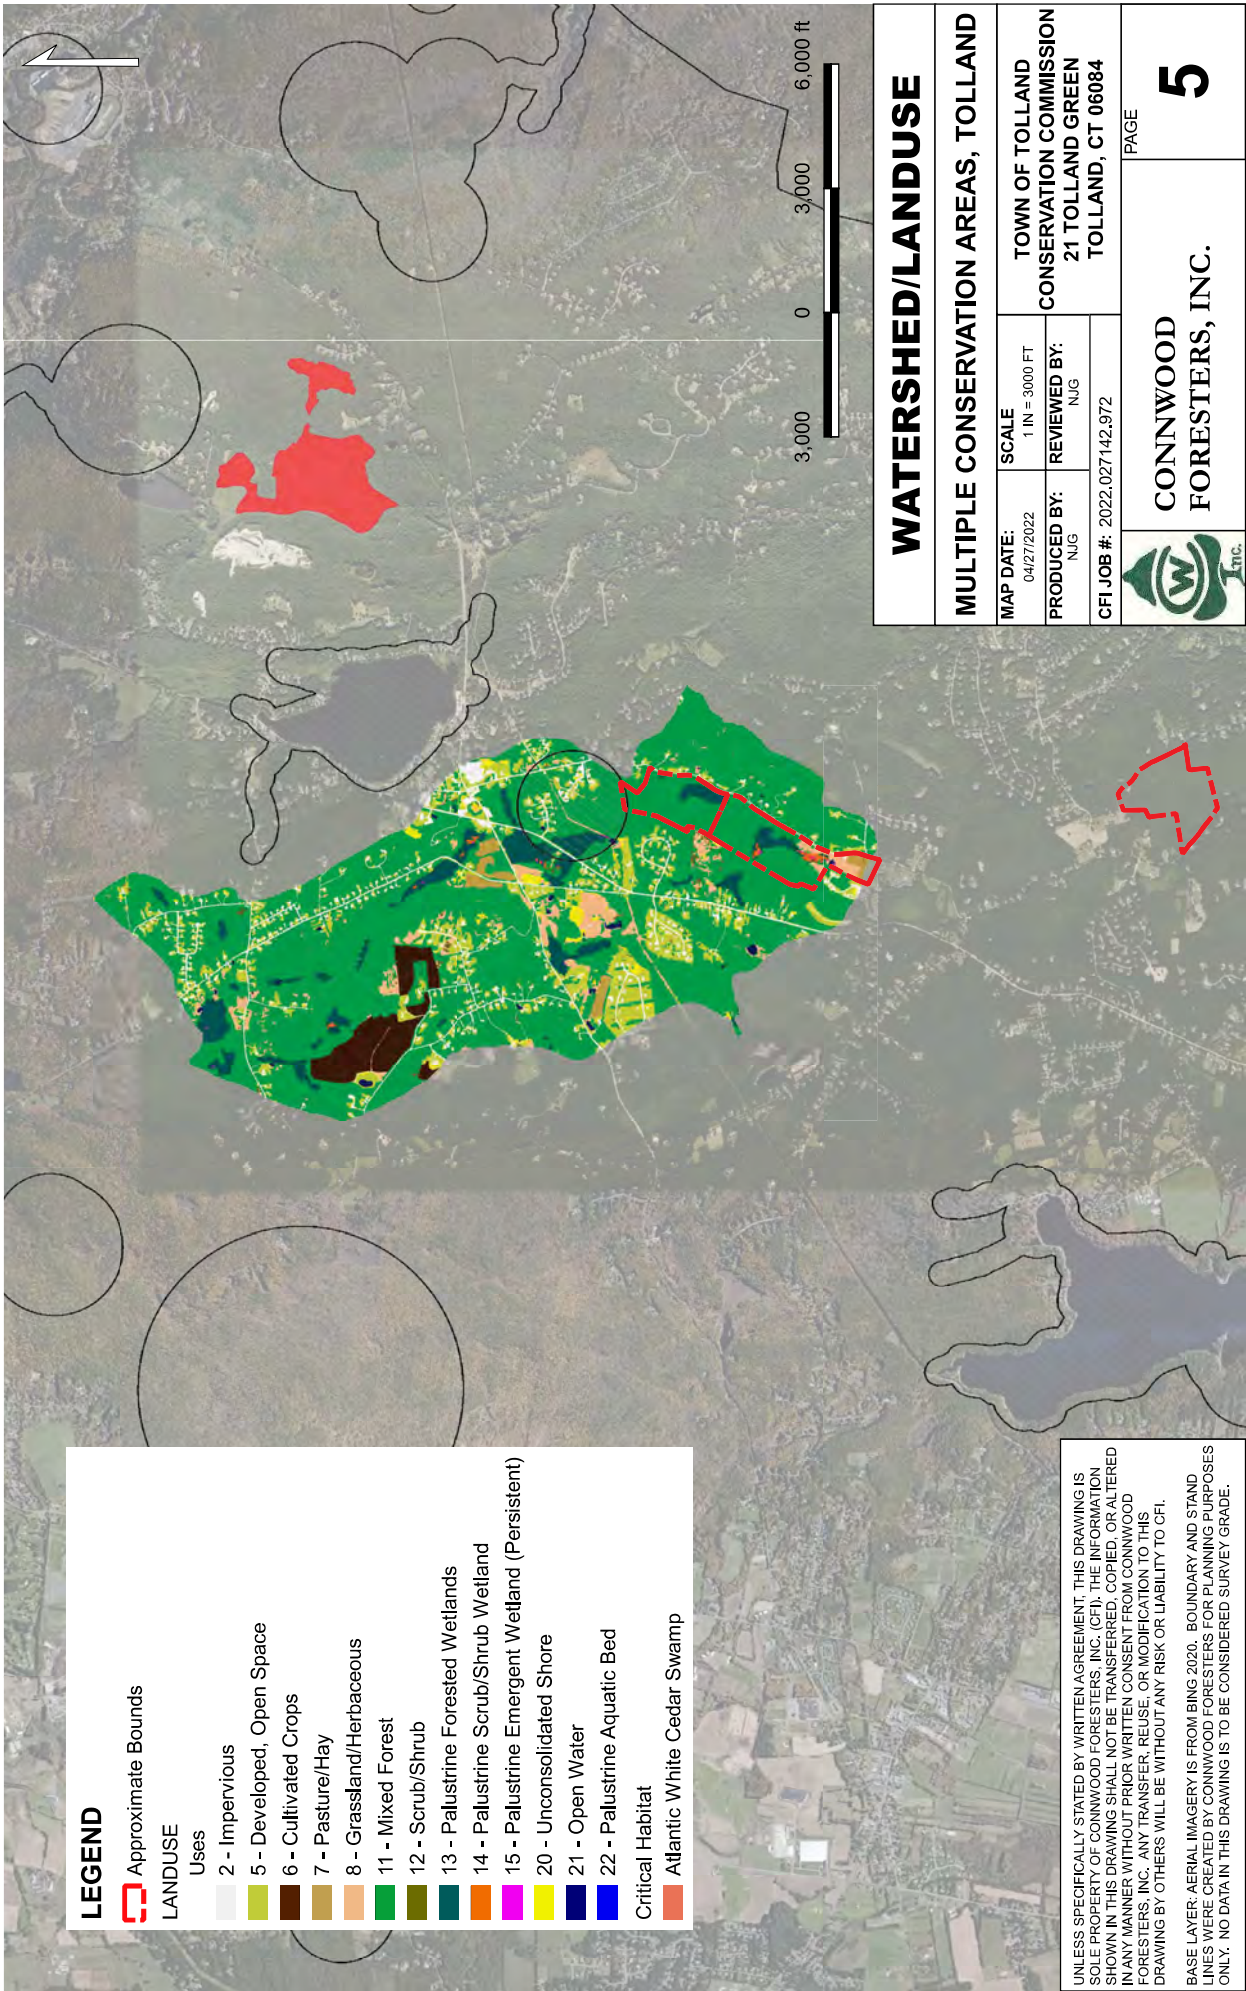 LEGEND
Approximate Bounds
LANDUSE
Uses
2 - Impervious
5 - Developed, Open Space
6 - Cultivated Crops
7 - Pasture/Hay
8 - Grassland/Herbaceous
11 - Mixed Forest
12 - Scrub/Shrub
13 - Palustrine Forested Wetlands
14 - Palustrine Scrub/Shrub Wetland
15 - Palustrine Emergent Wetland (Persistent)
20 - Unconsolidated Shore
21 - Open Water
22 - Palustrine Aquatic Bed
Critical Habitat
Atlantic White Cedar Swamp
UNLESS SPECIFICALLY STATED BY WRITTEN AGREEMENT, THIS DRAWING IS
SOLE PROPERTY OF CONNWOOD FORESTERS, INC. (CFI). THE INFORMATION
SHOWN IN THIS DRAWING SHALL NOT BE TRANSFERRED, COPIED, OR ALTERED
IN ANY MANNER WITHOUT PRIOR WRITTEN CONSENT FROM CONNWOOD
FORESTERS, INC. ANY TRANSFER, REUSE, OR MODIFICATION TO THIS
DRAWING BY OTHERS WILL BE WITHOUT ANY RISK OR LIABILITY TO CFI.
BASE LAYER: AERIAL IMAGERY IS FROM BING 2020. BOUNDARY AND STAND
LINES WERE CREATED BY CONNWOOD FORESTERS FOR PLANNING PURPOSES
ONLY. NO DATA IN THIS DRAWING IS TO BE CONSIDERED SURVEY GRADE.
3,000 0 3,000 6,000 ft
WATERSHED/LANDUSE
MULTIPLE CONSERVATION AREAS, TOLLAND
MAP DATE:
04/27/2022
SCALE
1 IN = 3000 FT
PRODUCED BY:
NJG
REVIEWED BY:
NJG
CFI JOB #: 2022.027142.972
TOWN OF TOLLAND
CONSERVATION COMMISSION
21 TOLLAND GREEN
TOLLAND, CT 06084
CW
Inc.
CONNWOOD
FORESTERS, INC.
PAGE
5